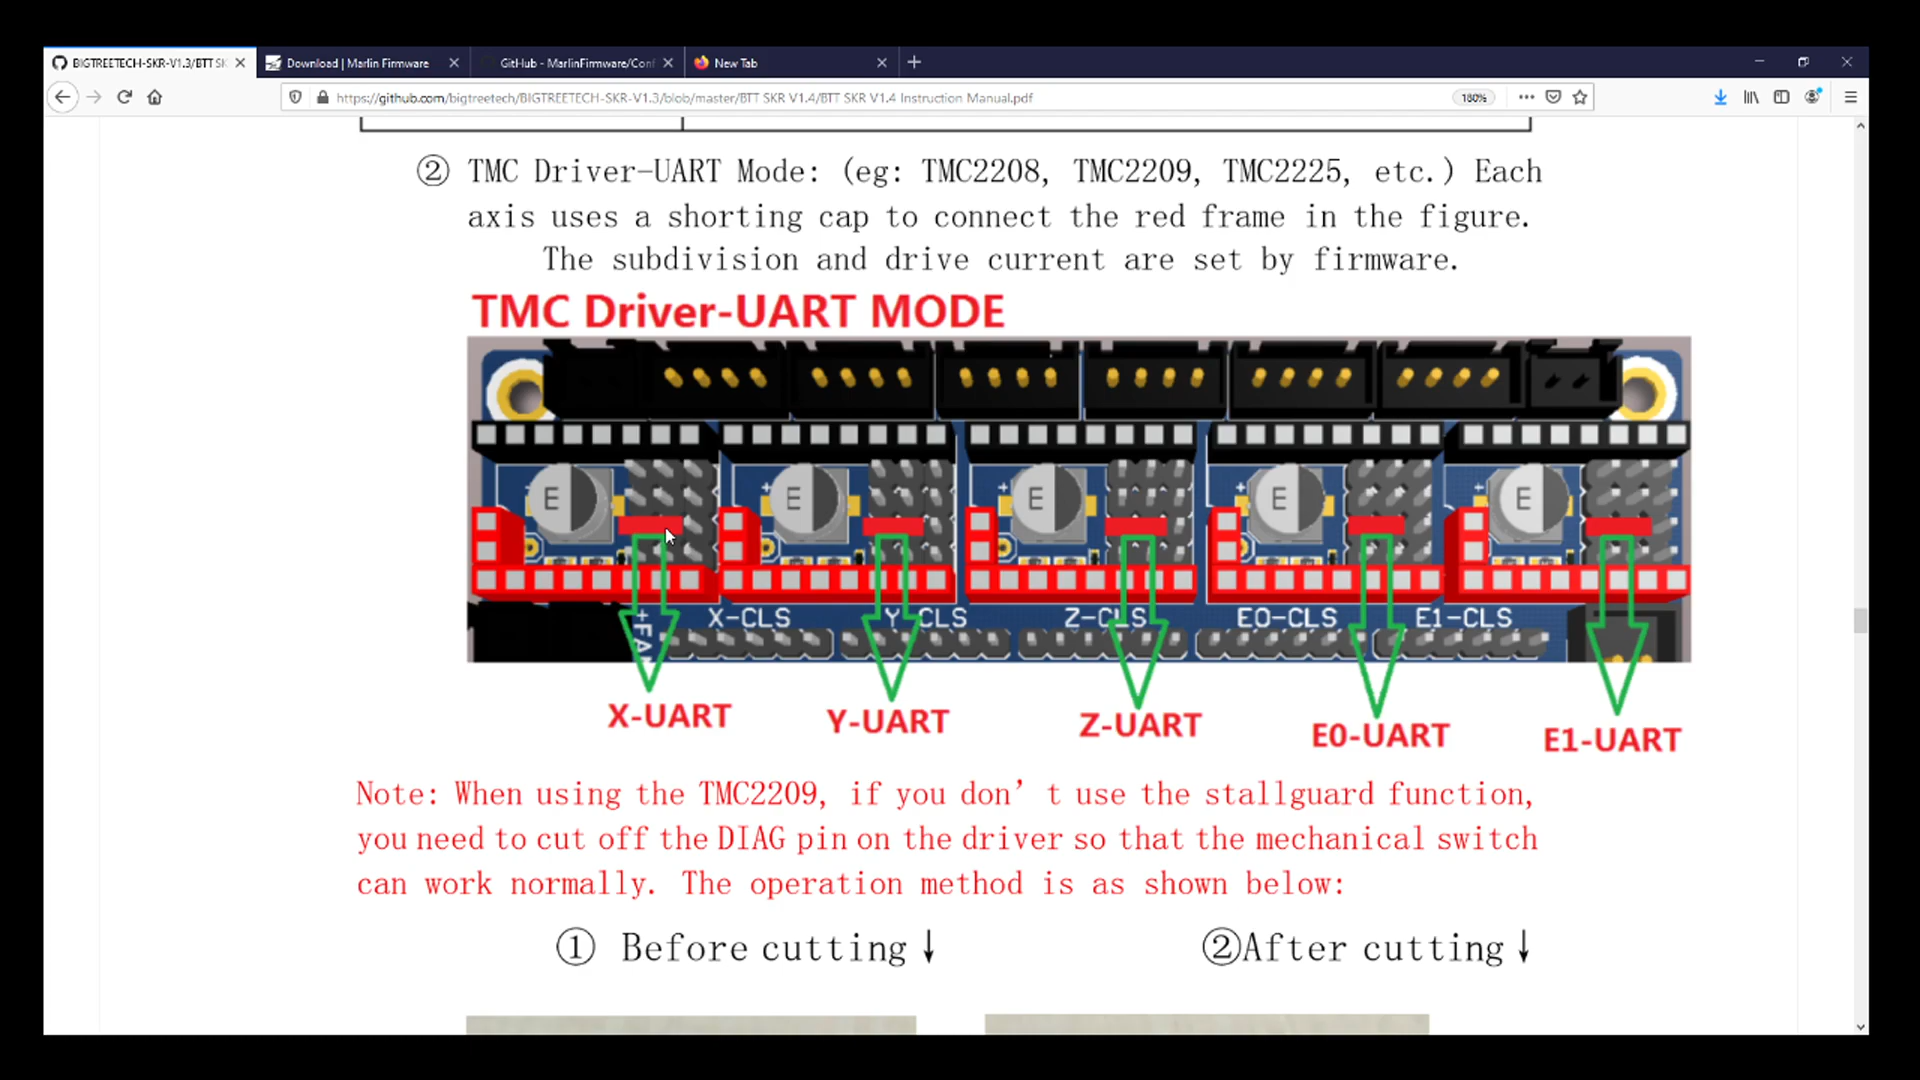 BIGTREETECH-SKR-V1.3/BTT SK
Download | Marlin Firmware
GitHub - MarlinFirmware/Conf
New Tab
https://github.com/bigtreetech/BIGTREETECH-SKR-V1.3/blob/master/BTT SKR V1.4/BTT SKR V1.4 Instruction Manual.pdf
180%
② TMC Driver-UART Mode: (eg: TMC2208, TMC2209, TMC2225, etc.) Each
axis uses a shorting cap to connect the red frame in the figure.
The subdivision and drive current are set by firmware.
TMC Driver-UART MODE
E E E E E
+ + + + +
X-CLS Y-CLS Z-CLS E0-CLS E1-CLS
+FAN
X-UART Y-UART Z-UART E0-UART E1-UART
Note: When using the TMC2209, if you don't use the stallguard function,
you need to cut off the DIAG pin on the driver so that the mechanical switch
can work normally. The operation method is as shown below:
① Before cutting↓ ②After cutting↓